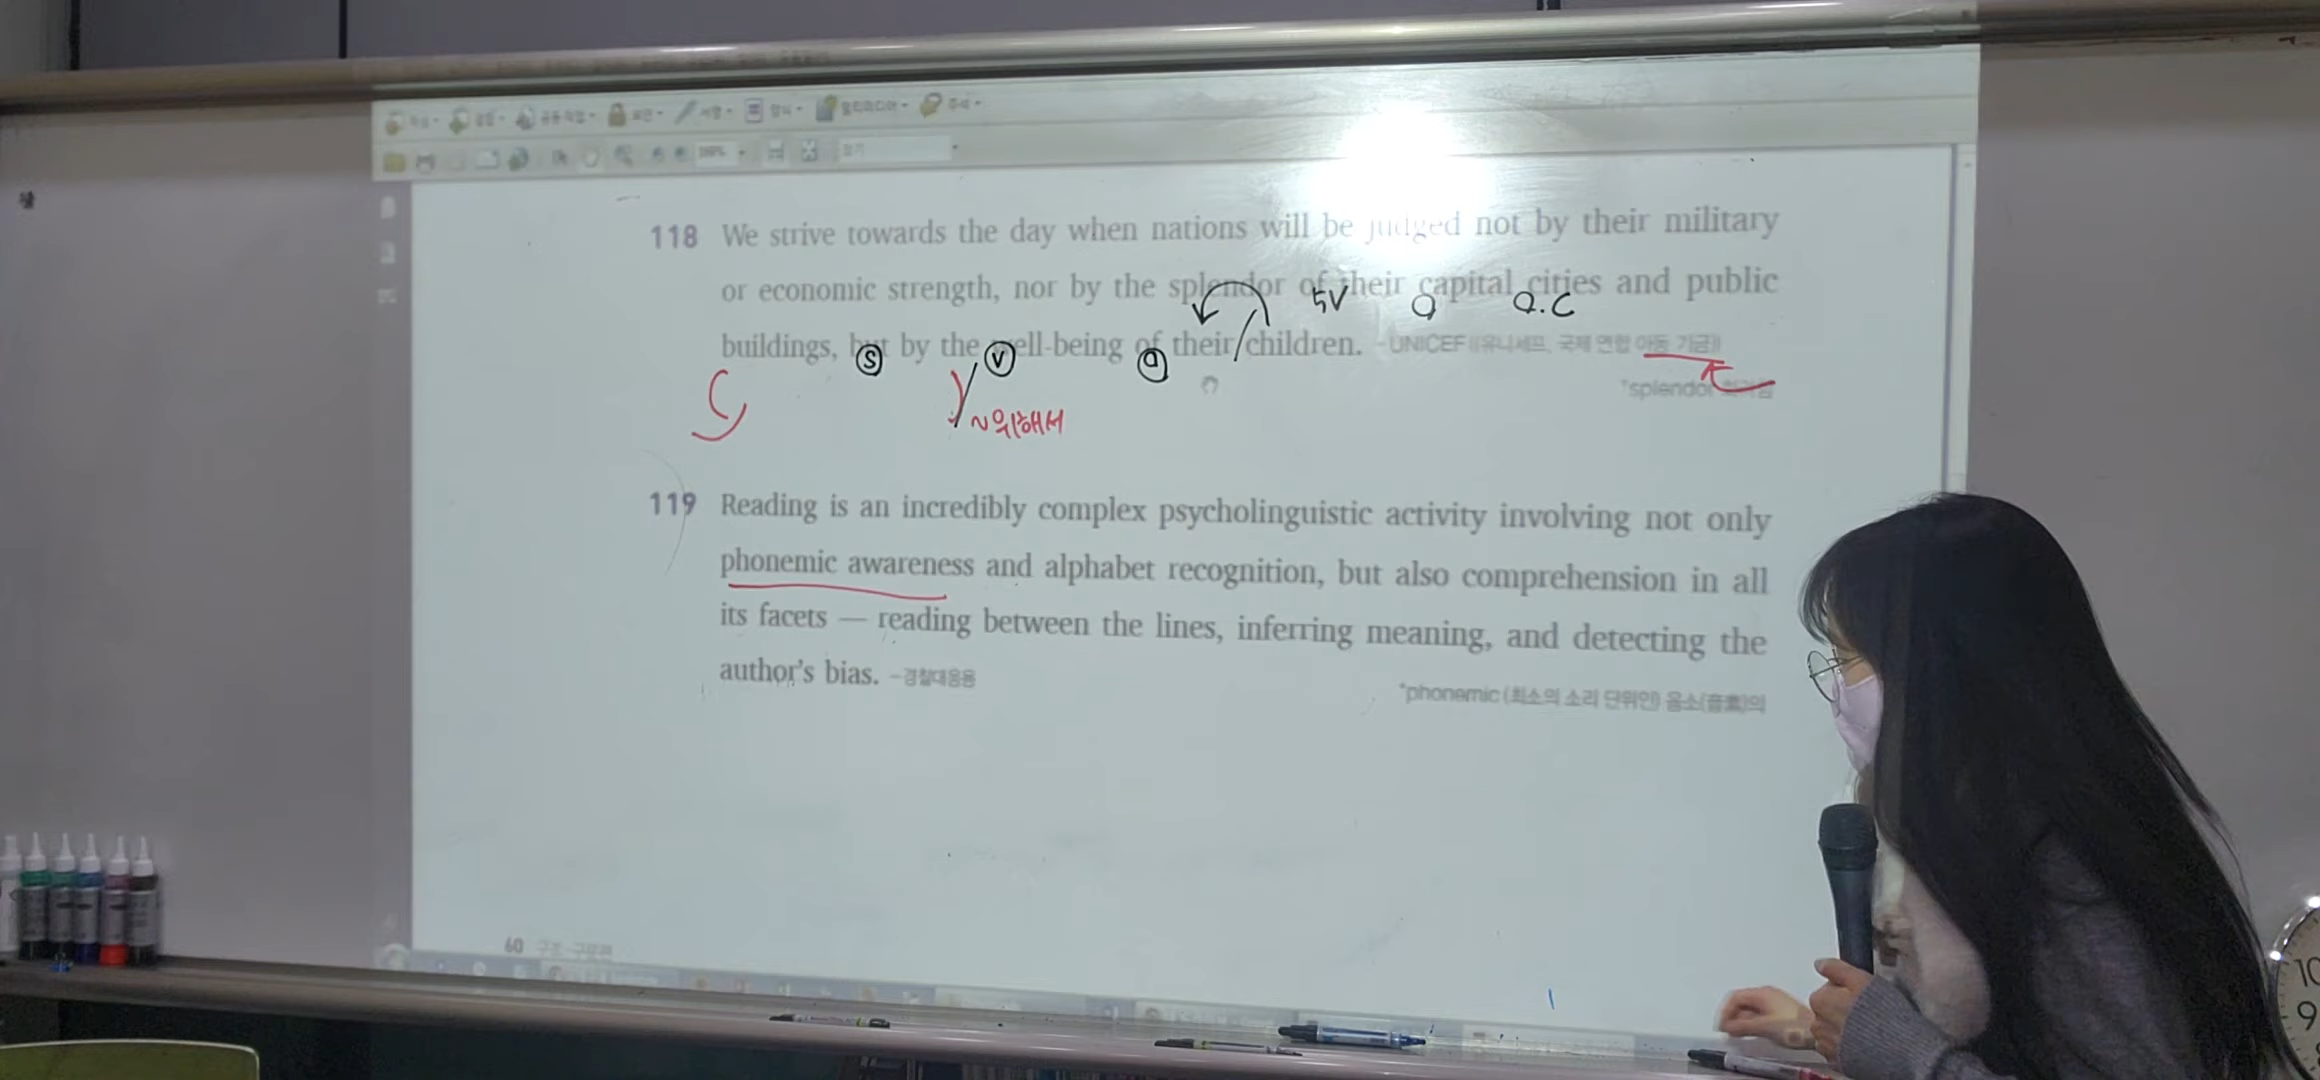 118 We strive towards the day when nations will be judged not by their military
or economic strength, nor by the splendor of their capital cities and public
5V O O.C
buildings, but by the well-being of their/children. -UNICEF((유니세프, 국제 연합 아동 기금))
S V O
*splendor
~위해서
119 Reading is an incredibly complex psycholinguistic activity involving not only
phonemic awareness and alphabet recognition, but also comprehension in all
its facets — reading between the lines, inferring meaning, and detecting the
author's bias. -경찰대응용
*phonemic (최소의 소리 단위인) 음소(音素)의
60
10
9